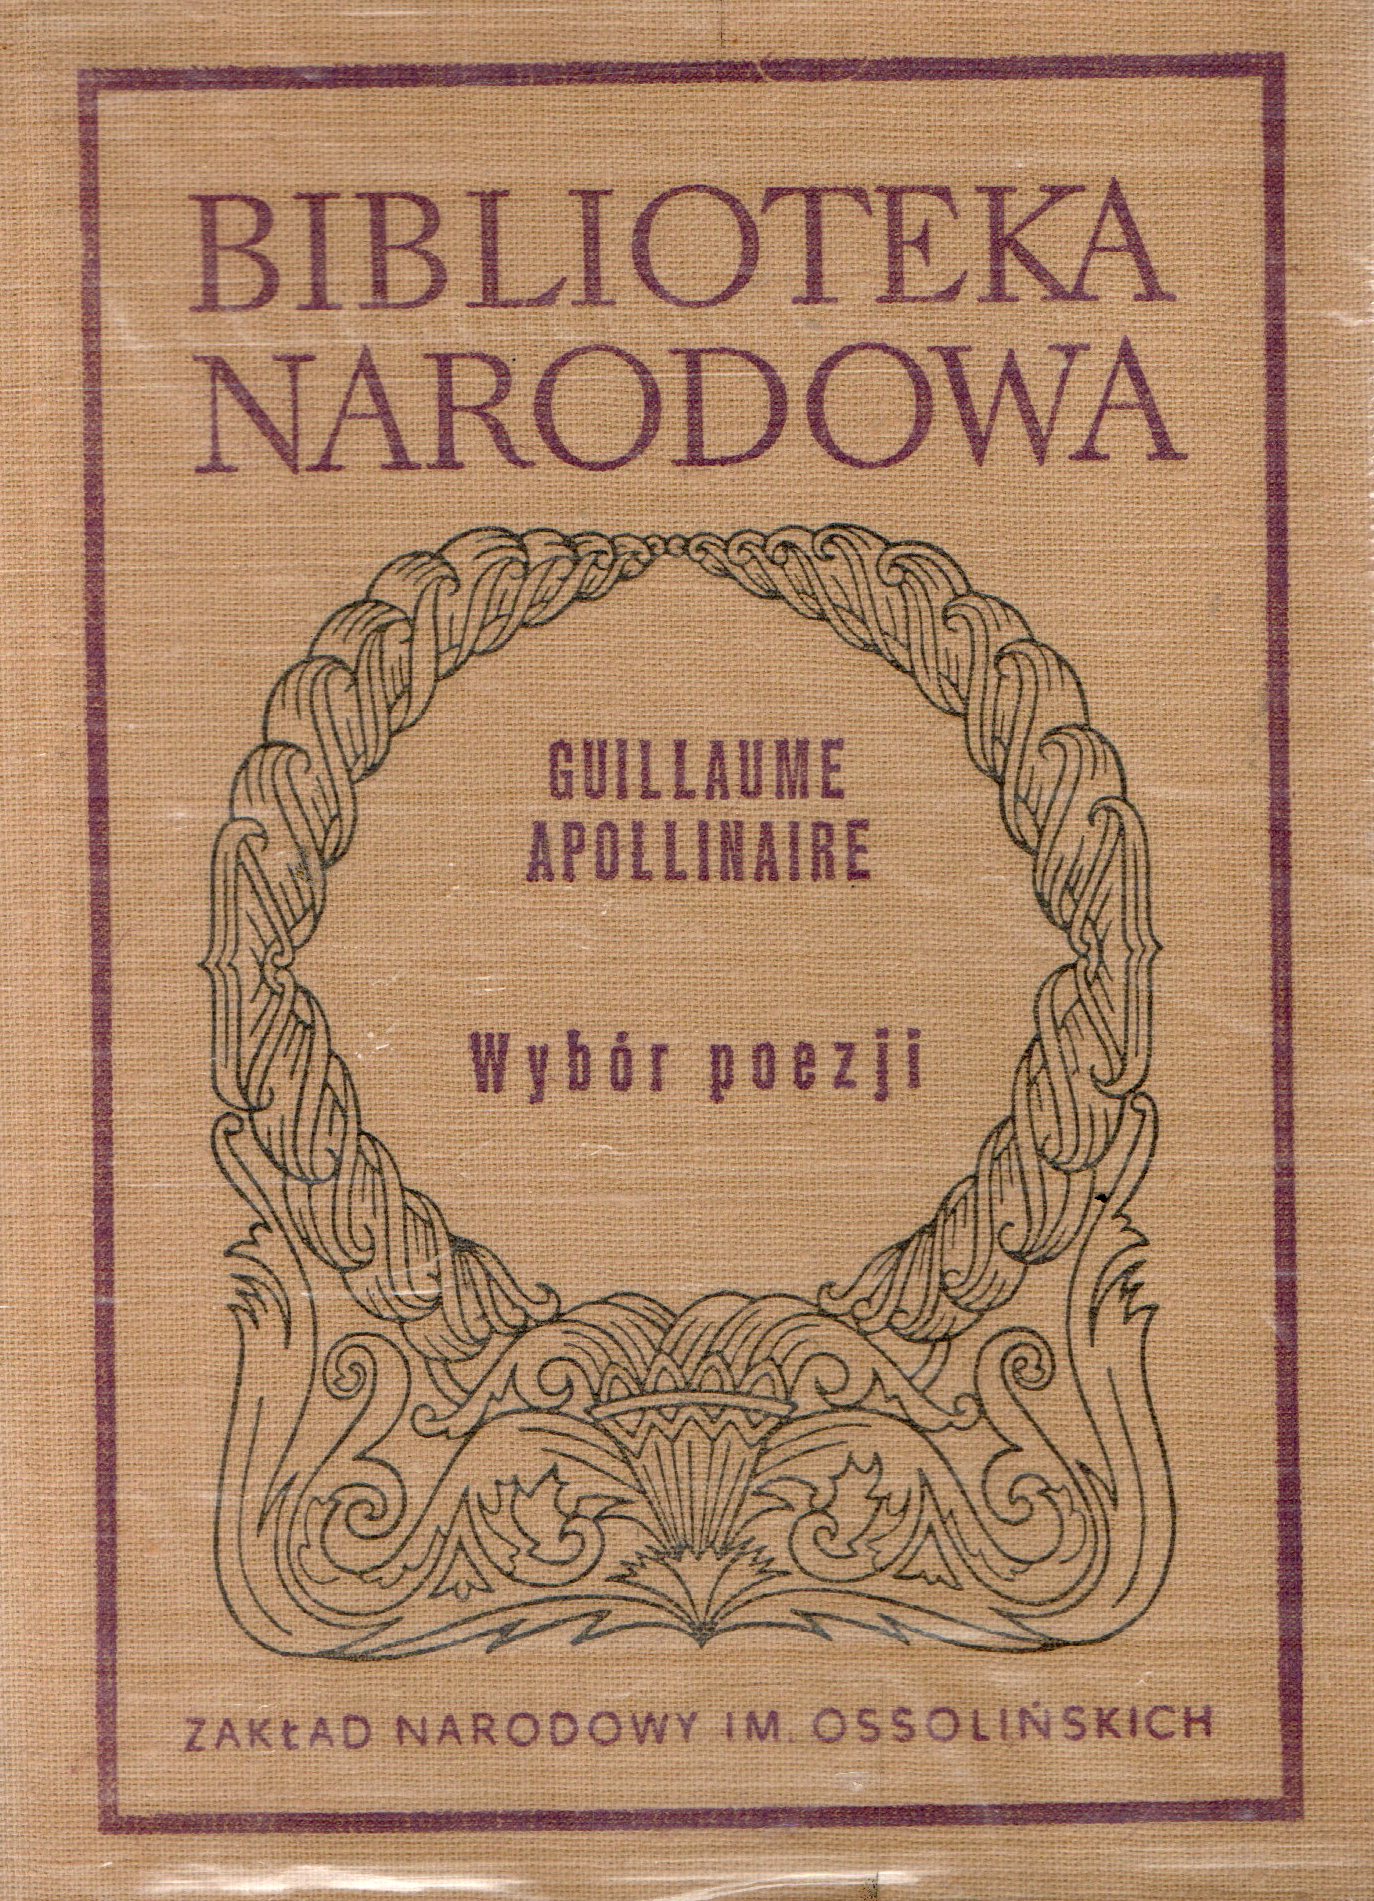 BIBLIOTEKA
NARODOWA
GUILLAUME
APOLLINAIRE
Wybór poezji
ZAKŁAD NARODOWY IM. OSSOLIŃSKICH